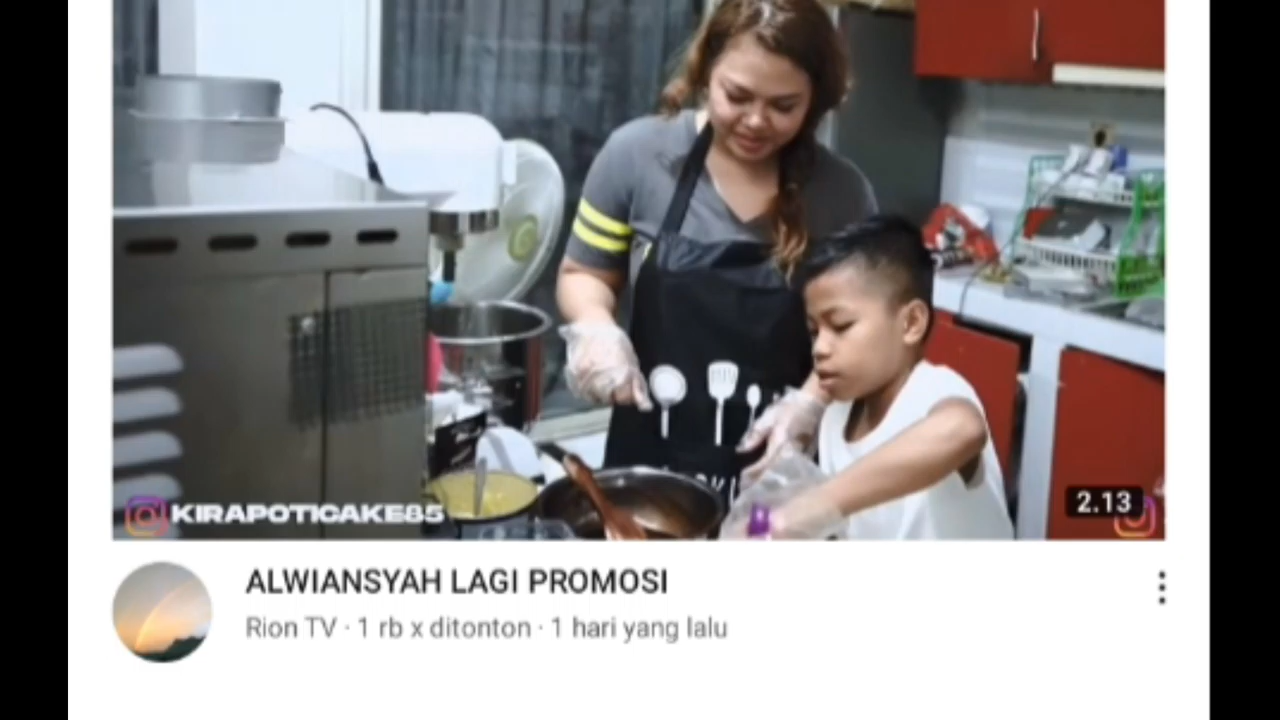 KIRAPOTICAKE85
2.13
ALWIANSYAH LAGI PROMOSI
Rion TV · 1 rb x ditonton · 1 hari yang lalu